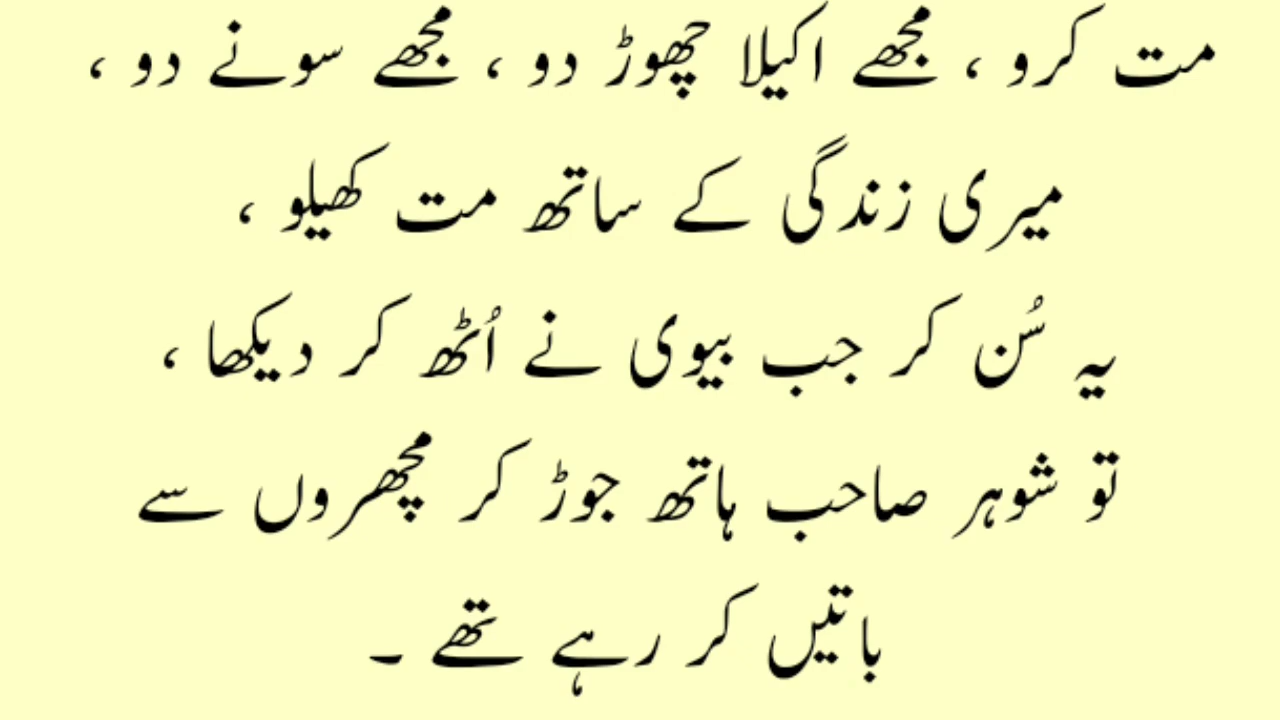 مت کرو ، مجھے اکیلا چھوڑ دو ، مجھے سونے دو ،
میری زندگی کے ساتھ مت کھیلو ،
یہ سُن کر جب بیوی نے اُٹھ کر دیکھا ،
تو شوہر صاحب ہاتھ جوڑ کر مچھروں سے
باتیں کر رہے تھے ۔